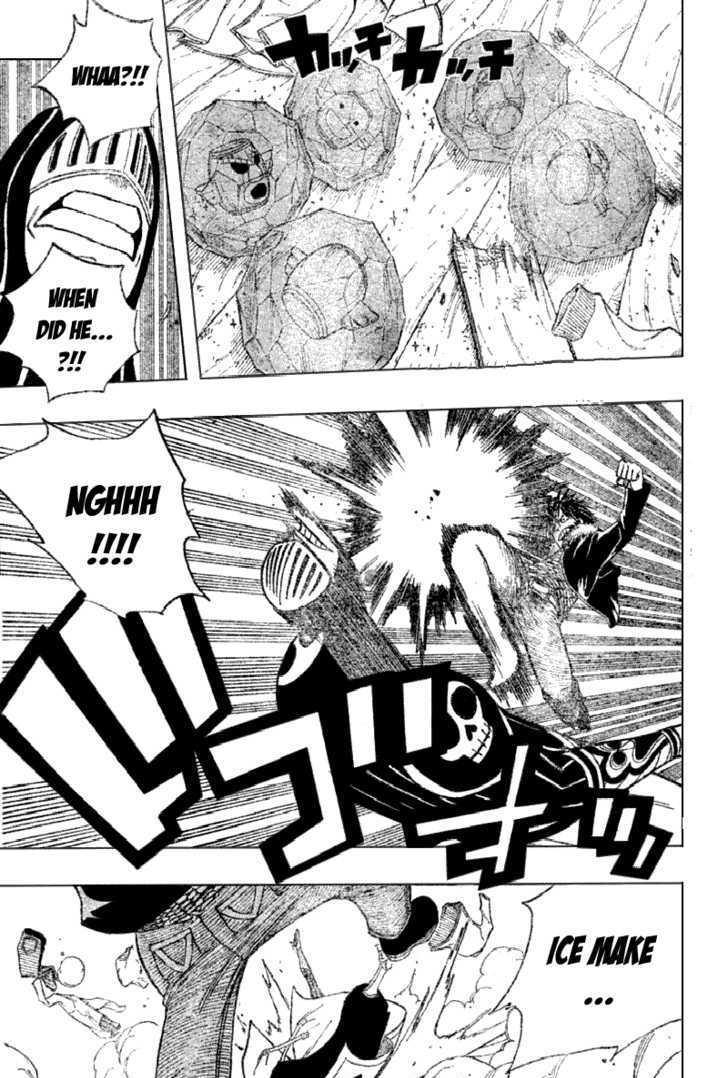 カッチ
カッチ
WHAA?!!
WHEN
DID HE...
?!!
NGHHH
!!!!
ICE MAKE
...